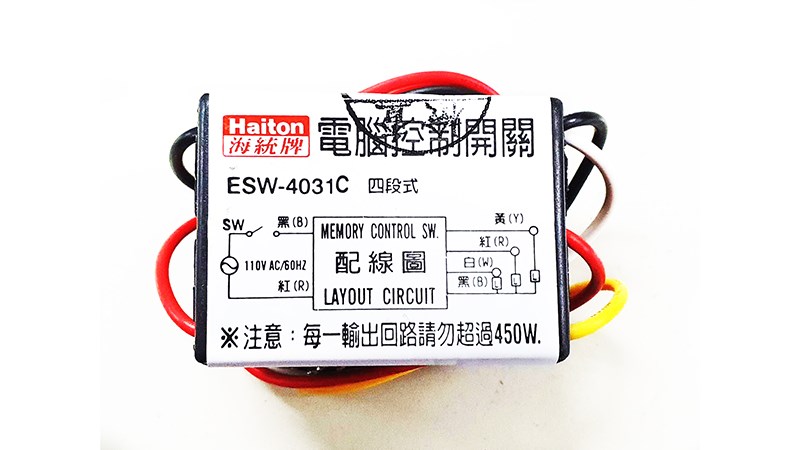 Haiton
海統牌
電腦控制開關
ESW-4031C 四段式
SW
黑(B)
110V AC/60HZ
紅(R)
MEMORY CONTROL SW.
配線圖
LAYOUT CIRCUIT
黃(Y)
紅(R)
白(W)
黑(B)
L
L
L
※注意：每一輸出回路請勿超過450W.